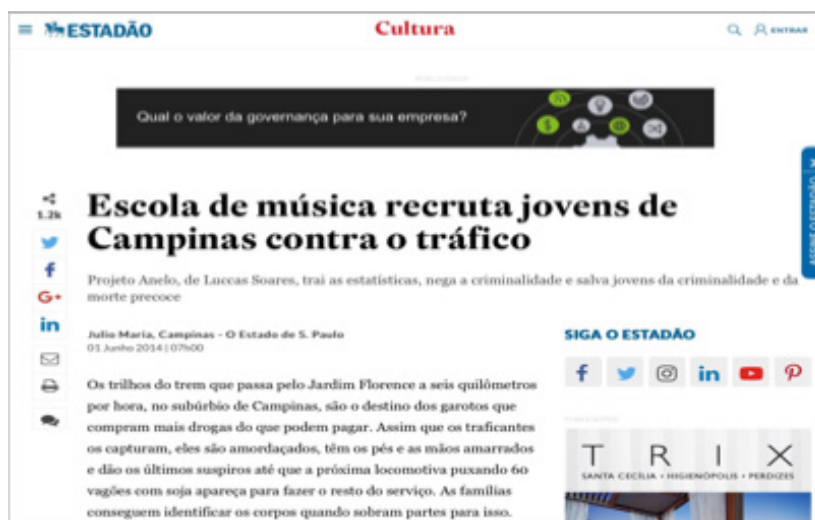 ESTADÃO
Cultura
ENTRAR
PUBLICIDADE
Qual o valor da governança para sua empresa?
1.2k
Escola de música recruta jovens de
Campinas contra o tráfico
Projeto Anelo, de Luccas Soares, trai as estatísticas, nega a criminalidade e salva jovens da criminalidade e da
morte precoce
Julio Maria, Campinas - O Estado de S. Paulo
01 Junho 2014 | 07h00
Os trilhos do trem que passa pelo Jardim Florence a seis quilômetros
por hora, no subúrbio de Campinas, são o destino dos garotos que
compram mais drogas do que podem pagar. Assim que os traficantes
os capturam, eles são amordaçados, têm os pés e as mãos amarrados
e dão os últimos suspiros até que a próxima locomotiva puxando 60
vagões com soja apareça para fazer o resto do serviço. As famílias
conseguem identificar os corpos quando sobram partes para isso.
SIGA O ESTADÃO
PUBLICIDADE
TRIX
SANTA CECÍLIA • HIGIENÓPOLIS • PERDIZES
ASSINE O ESTADÃO